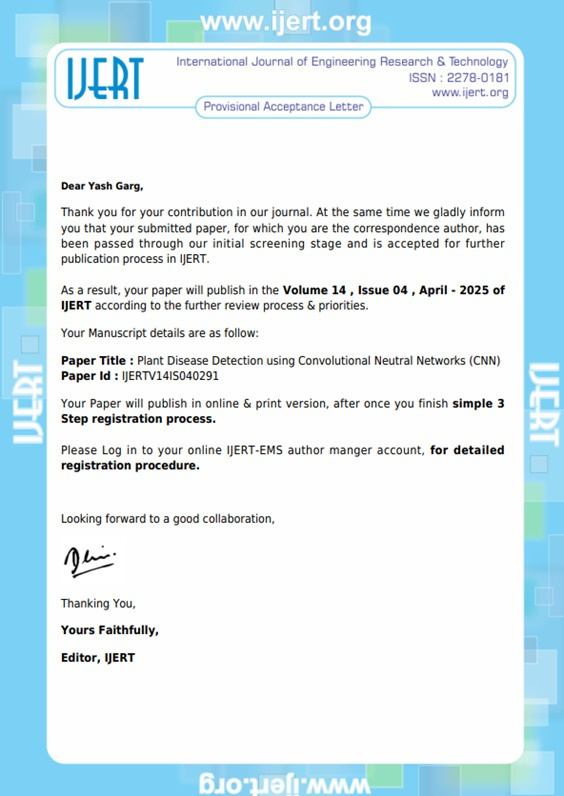 www.ijert.org
IJERT
International Journal of Engineering Research & Technology
ISSN : 2278-0181
www.ijert.org
Provisional Acceptance Letter
Dear Yash Garg,
Thank you for your contribution in our journal. At the same time we gladly inform
you that your submitted paper, for which you are the correspondence author, has
been passed through our initial screening stage and is accepted for further
publication process in IJERT.
As a result, your paper will publish in the Volume 14 , Issue 04 , April - 2025 of
IJERT according to the further review process & priorities.
Your Manuscript details are as follow:
Paper Title : Plant Disease Detection using Convolutional Neutral Networks (CNN)
Paper Id : IJERTV14IS040291
Your Paper will publish in online & print version, after once you finish simple 3
Step registration process.
Please Log in to your online IJERT-EMS author manger account, for detailed
registration procedure.
Looking forward to a good collaboration,
Thanking You,
Yours Faithfully,
Editor, IJERT
IJERT
IJERT
www.ijert.org